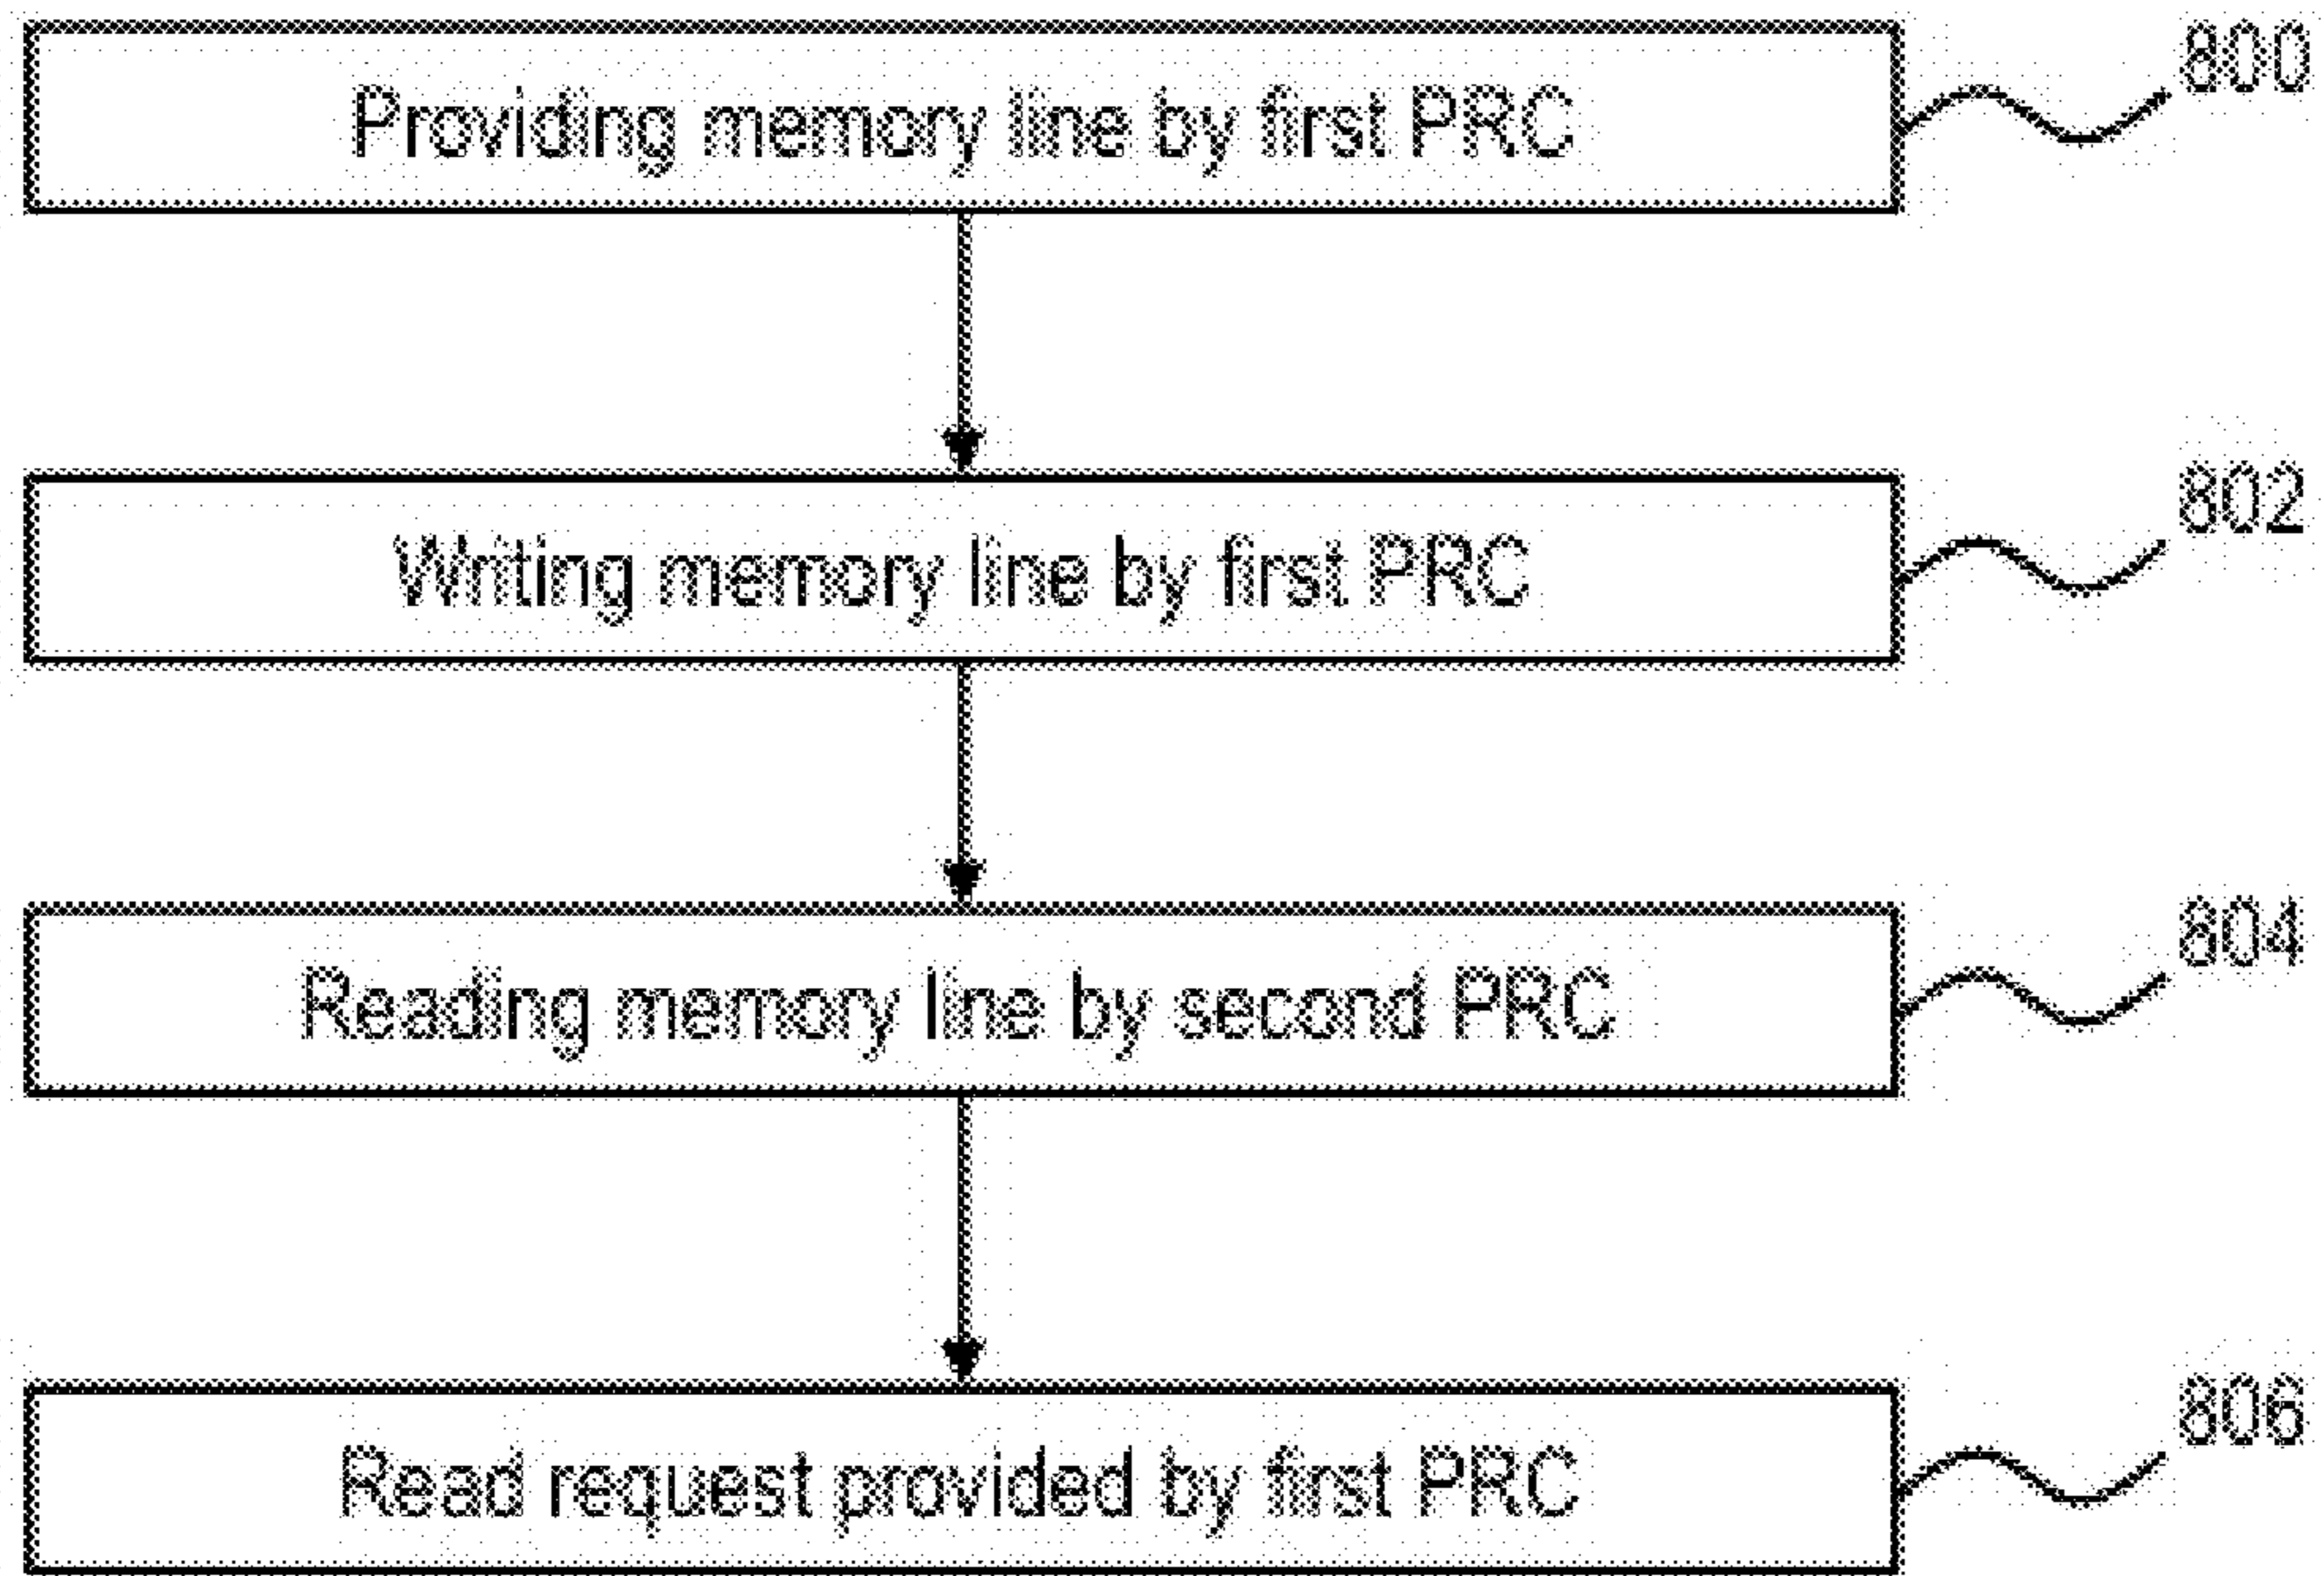 800
Providing memory line by first PRC
802
Writing memory line by first PRC
804
Reading memory line by second PRC
806
Read request provided by first PRC